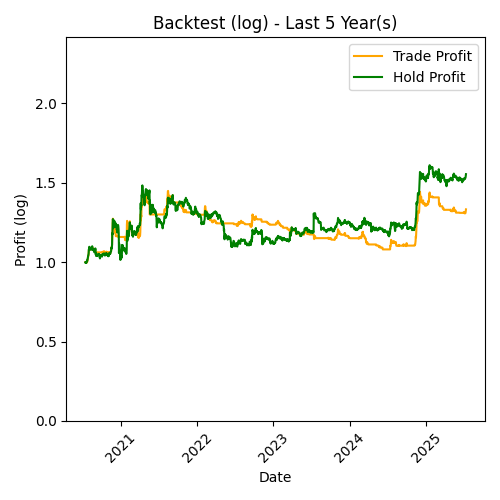 Backtest (log) - Last 5 Year(s)
Trade Profit
Hold Profit
Profit (log)
2.0
1.5
1.0
0.5
0.0
2021
2022
2023
2024
2025
Date